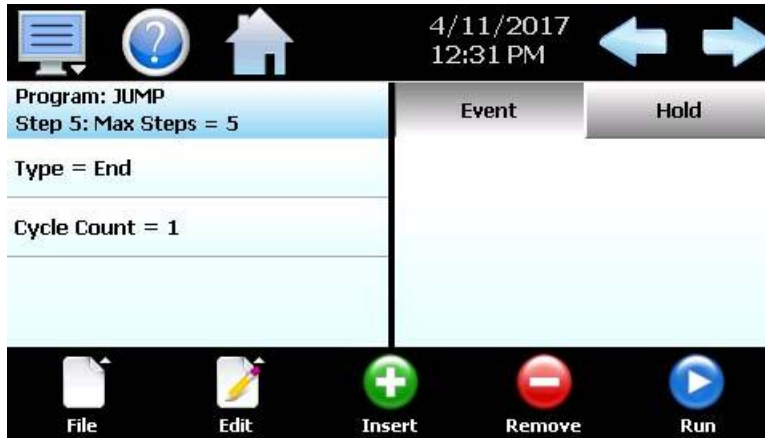 4/11/2017
12:31 PM
Program: JUMP
Step 5: Max Steps = 5
Event
Hold
Type = End
Cycle Count = 1
File
Edit
Insert
Remove
Run